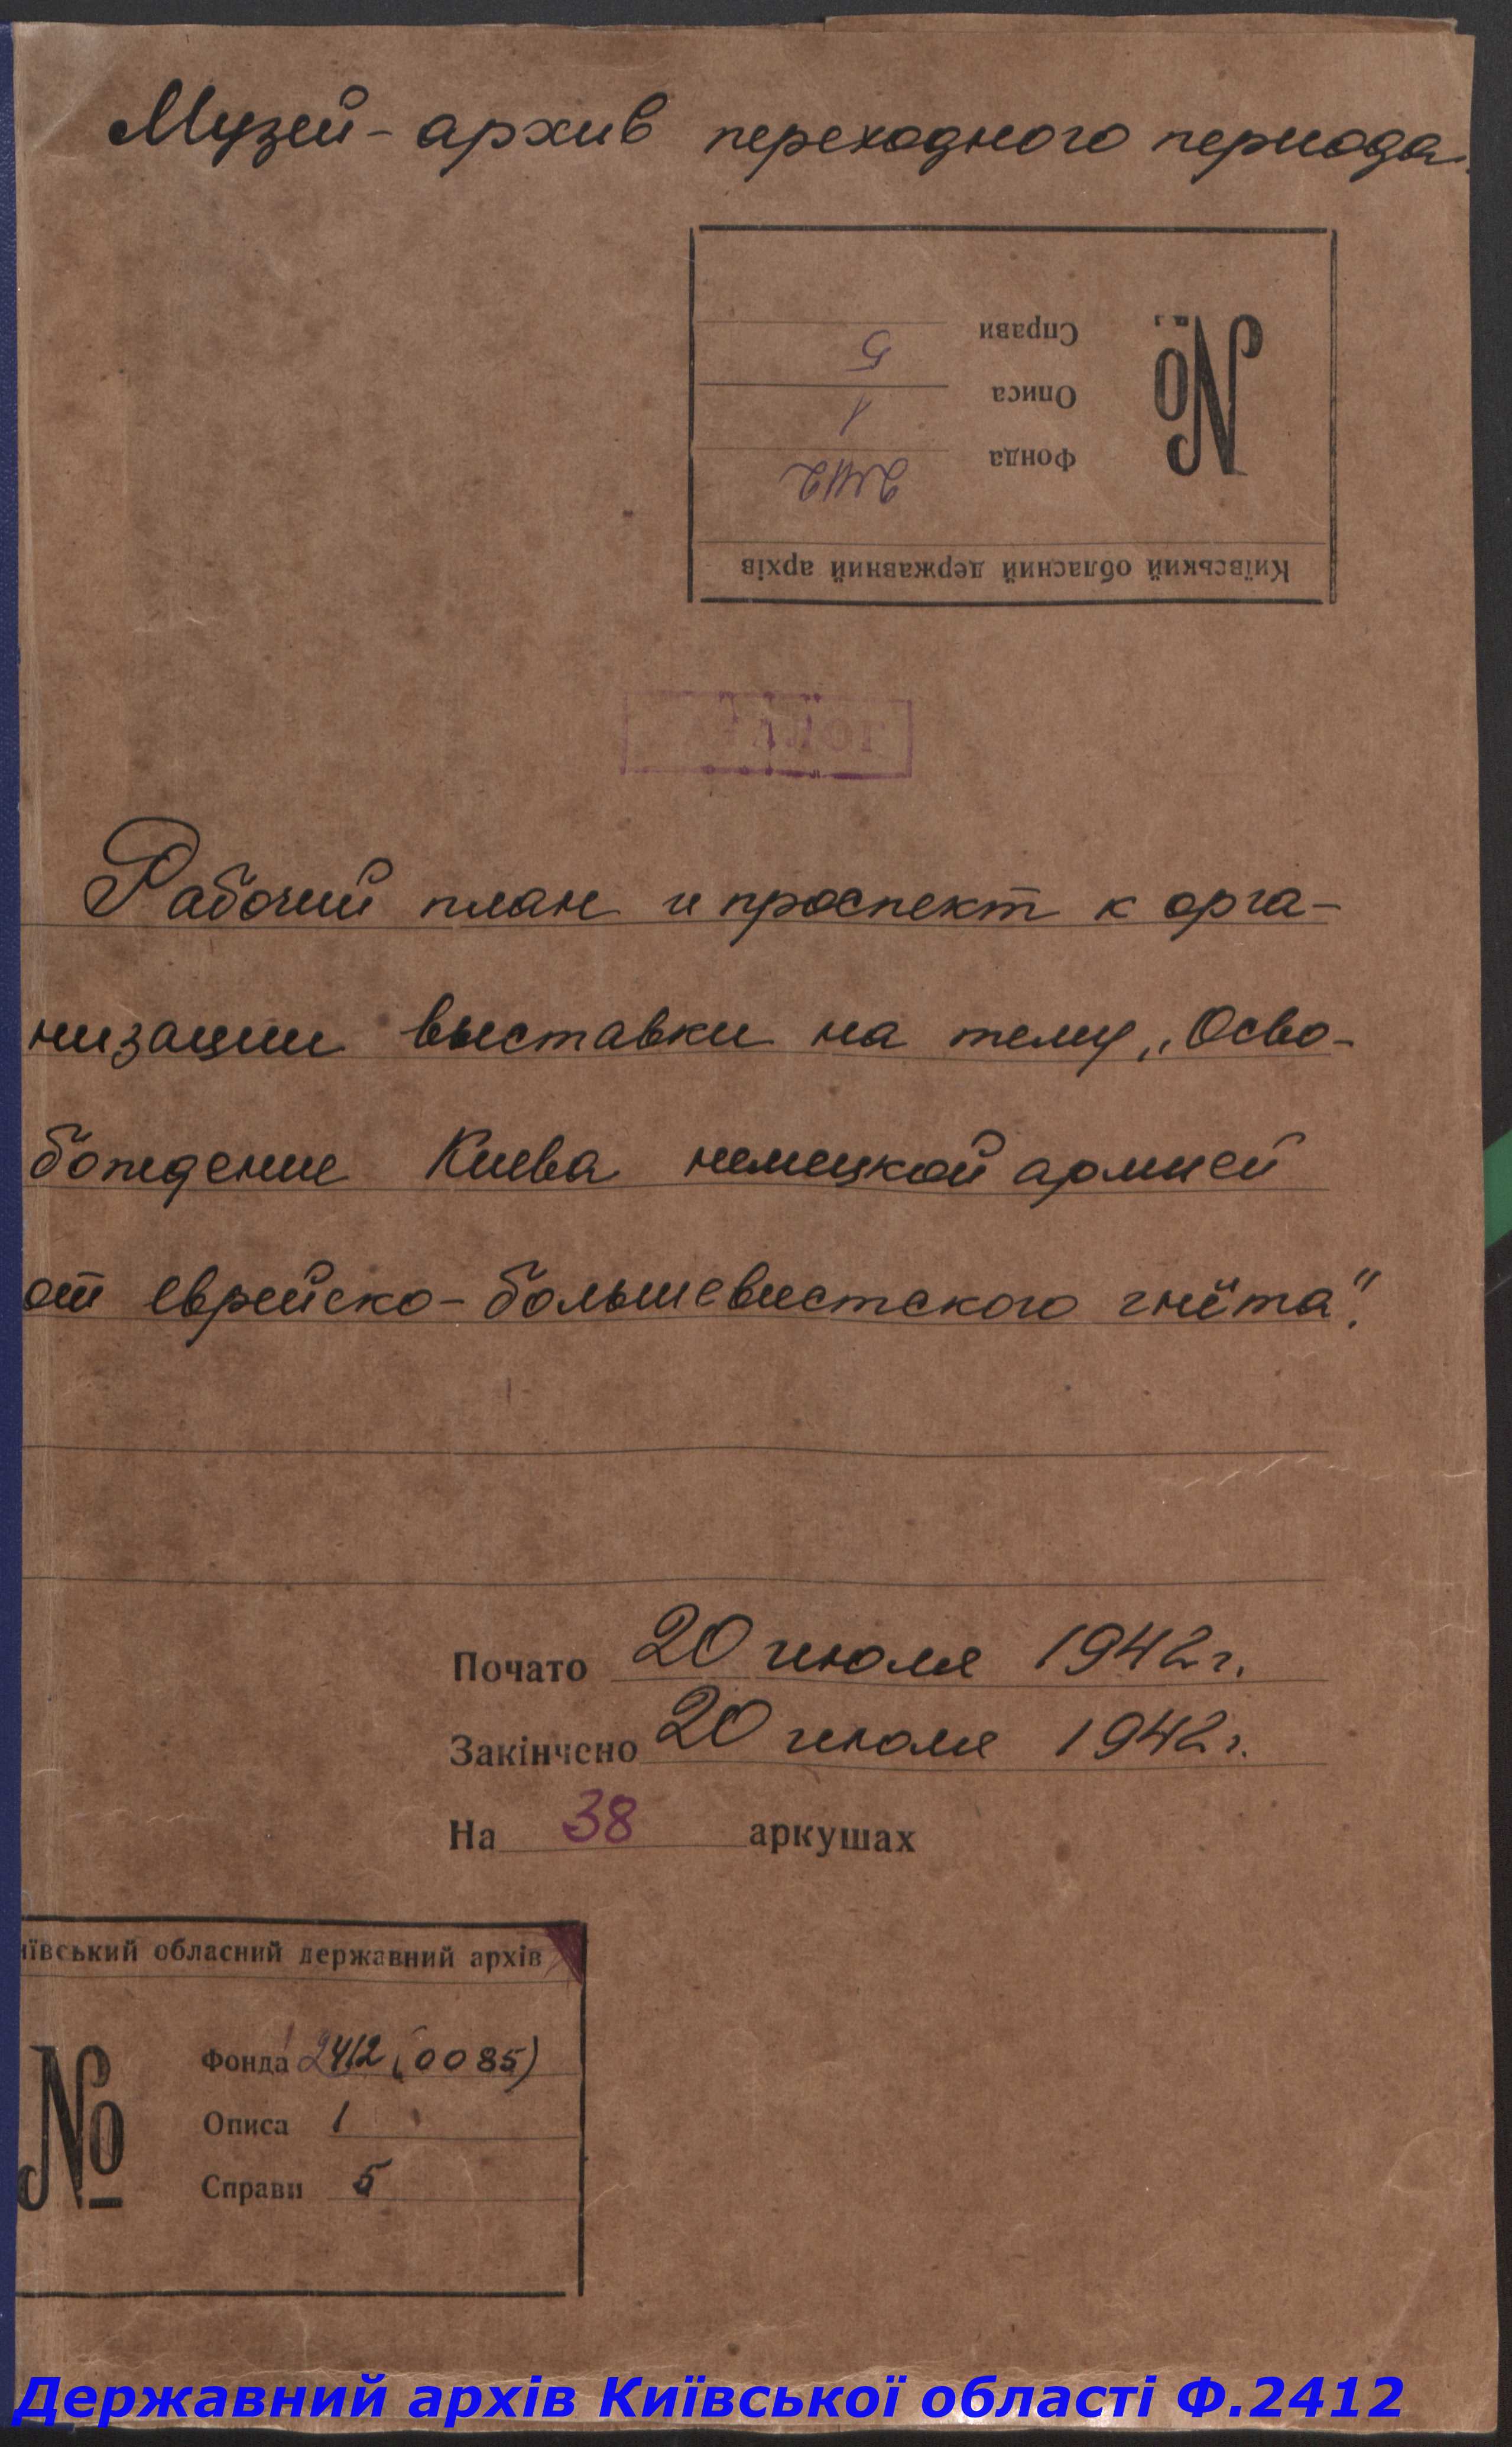 Музей-архив переходного периода.
Справи 5
Описа 1
Фонда 2412
№
Київський обласний державний архів
Рабочий план и проспект к орга-
низации выставки на тему „Осво-
бождение Киева немецкой армией
от еврейско-большевистского гнёта".
Почато 20 июля 1942 г.
Закінчено 20 июля 1942 г.
На 38 аркушах
иївський обласний державний архів
№
Фонда 2412 (0085)
Описа 1
Справи 5
Державний архів Київської області Ф.2412